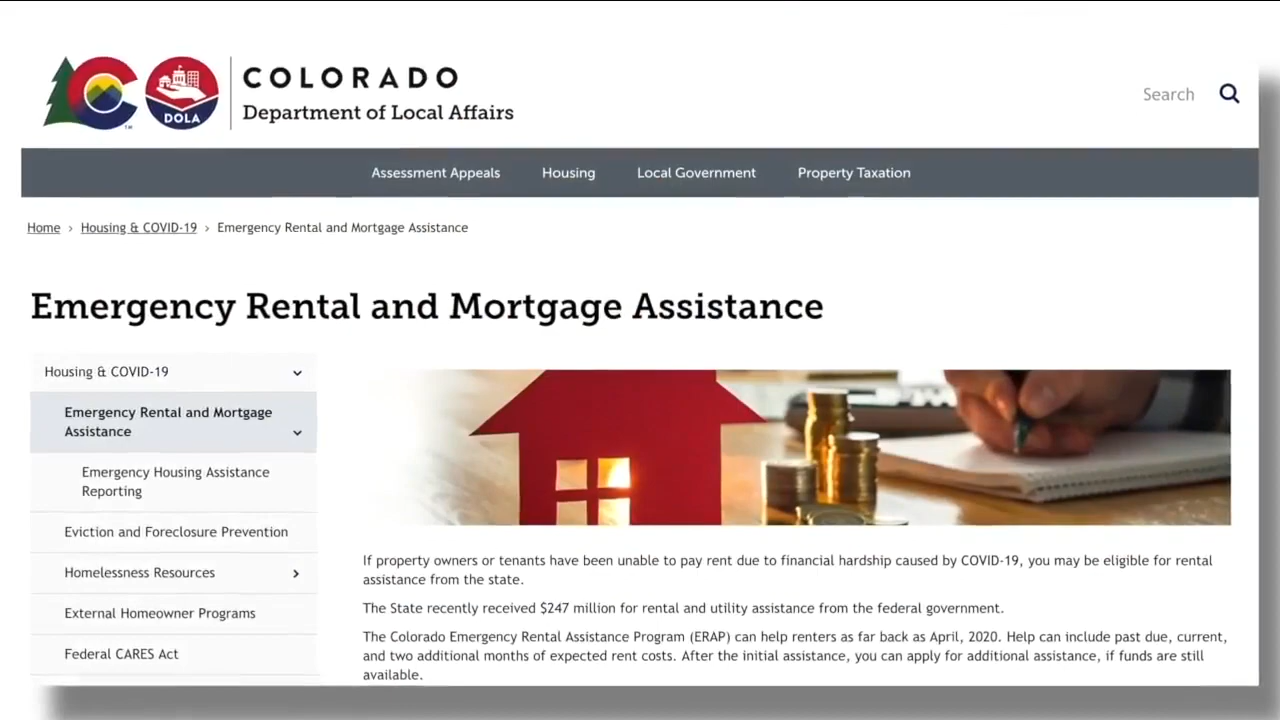 COLORADO
Department of Local Affairs
DOLA
TM
Search
Assessment Appeals Housing Local Government Property Taxation
Home › Housing & COVID-19 › Emergency Rental and Mortgage Assistance
Emergency Rental and Mortgage Assistance
Housing & COVID-19
Emergency Rental and Mortgage
Assistance
Emergency Housing Assistance
Reporting
Eviction and Foreclosure Prevention
Homelessness Resources
External Homeowner Programs
Federal CARES Act
If property owners or tenants have been unable to pay rent due to financial hardship caused by COVID-19, you may be eligible for rental
assistance from the state.
The State recently received $247 million for rental and utility assistance from the federal government.
The Colorado Emergency Rental Assistance Program (ERAP) can help renters as far back as April, 2020. Help can include past due, current,
and two additional months of expected rent costs. After the initial assistance, you can apply for additional assistance, if funds are still
available.